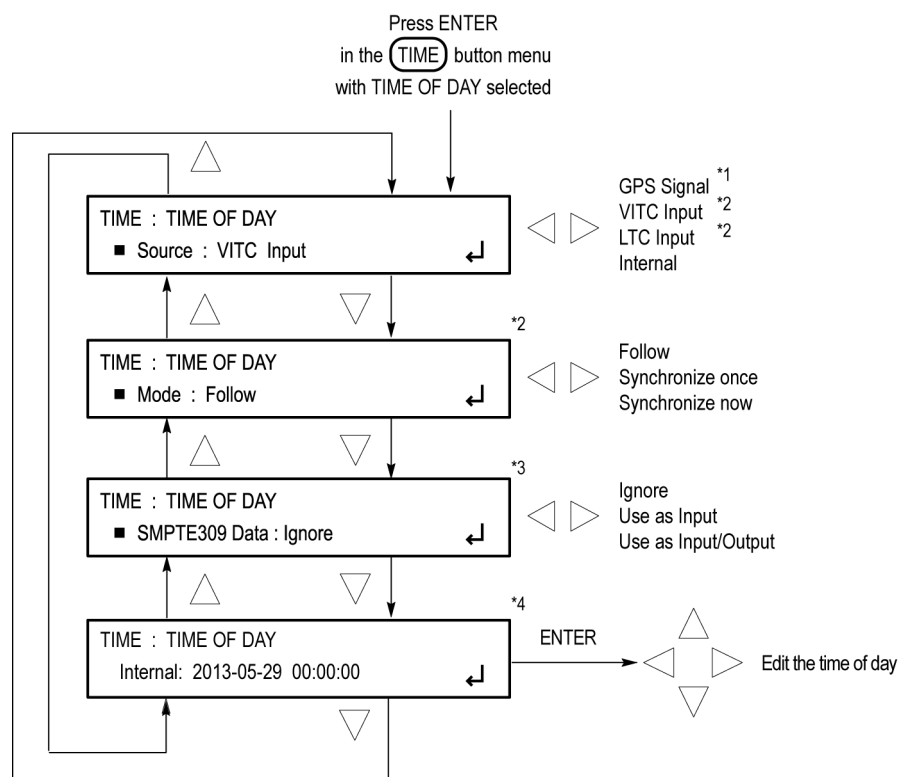 Press ENTER
in the TIME button menu
with TIME OF DAY selected
TIME : TIME OF DAY
■ Source : VITC Input ↵
GPS Signal *1
VITC Input *2
LTC Input *2
Internal
*2
TIME : TIME OF DAY
■ Mode : Follow ↵
Follow
Synchronize once
Synchronize now
*3
TIME : TIME OF DAY
■ SMPTE309 Data : Ignore ↵
Ignore
Use as Input
Use as Input/Output
*4
TIME : TIME OF DAY
Internal: 2013-05-29 00:00:00 ↵
ENTER
Edit the time of day